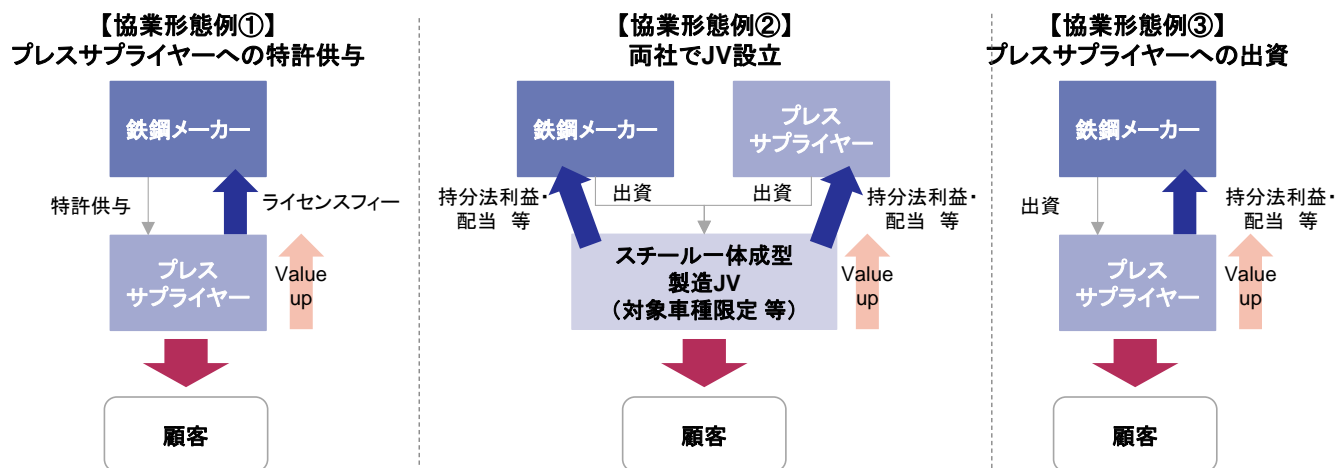 【協業形態例①】
プレスサプライヤーへの特許供与
鉄鋼メーカー
特許供与
ライセンスフィー
プレス
サプライヤー
Value
up
顧客
【協業形態例②】
両社でJV設立
鉄鋼メーカー
プレス
サプライヤー
持分法利益・
配当 等
出資
出資
持分法利益・
配当 等
スチール一体成型
製造JV
（対象車種限定 等）
Value
up
顧客
【協業形態例③】
プレスサプライヤーへの出資
鉄鋼メーカー
出資
持分法利益・
配当 等
プレス
サプライヤー
Value
up
顧客